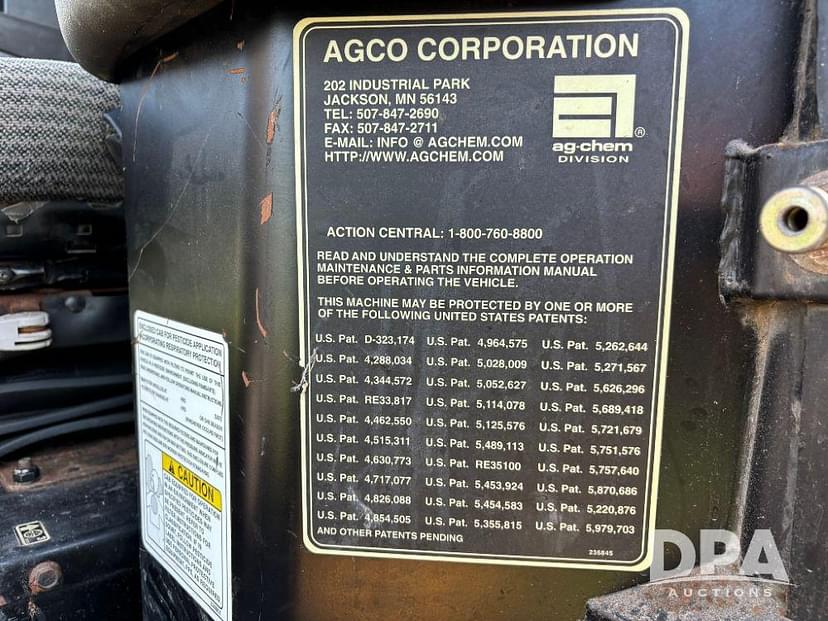 AGCO CORPORATION
202 INDUSTRIAL PARK
JACKSON, MN 56143
TEL: 507-847-2690
FAX: 507-847-2711
E-MAIL: INFO @ AGCHEM.COM
HTTP://WWW.AGCHEM.COM
®
ag-chem
DIVISION
ACTION CENTRAL: 1-800-760-8800
READ AND UNDERSTAND THE COMPLETE OPERATION
MAINTENANCE & PARTS INFORMATION MANUAL
BEFORE OPERATING THE VEHICLE.
THIS MACHINE MAY BE PROTECTED BY ONE OR MORE
OF THE FOLLOWING UNITED STATES PATENTS:
U.S. Pat. D-323,174 U.S. Pat. 4,964,575 U.S. Pat. 5,262,644
U.S. Pat. 4,288,034 U.S. Pat. 5,028,009 U.S. Pat. 5,271,567
U.S. Pat. 4,344,572 U.S. Pat. 5,052,627 U.S. Pat. 5,626,296
U.S. Pat. RE33,817 U.S. Pat. 5,114,078 U.S. Pat. 5,689,418
U.S. Pat. 4,462,550 U.S. Pat. 5,125,576 U.S. Pat. 5,721,679
U.S. Pat. 4,515,311 U.S. Pat. 5,489,113 U.S. Pat. 5,751,576
U.S. Pat. 4,630,773 U.S. Pat. RE35100 U.S. Pat. 5,757,640
U.S. Pat. 4,717,077 U.S. Pat. 5,453,924 U.S. Pat. 5,870,686
U.S. Pat. 4,826,088 U.S. Pat. 5,454,583 U.S. Pat. 5,220,876
U.S. Pat. 4,854,505 U.S. Pat. 5,355,815 U.S. Pat. 5,979,703
AND OTHER PATENTS PENDING
236845
ENCLOSED CAB FOR PESTICIDE APPLICATION
INCORPORATING RESPIRATORY PROTECTION
CAUTION
DPA
AUCTIONS